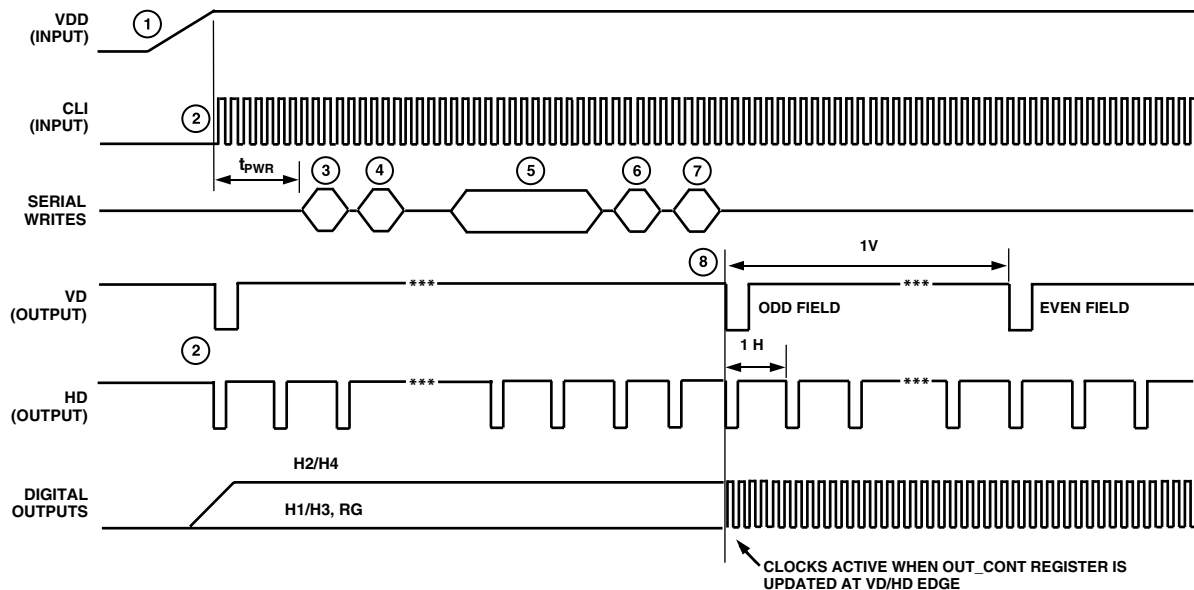 VDD
(INPUT)
1
CLI
(INPUT)
2
tPWR
SERIAL
WRITES
3
4
5
6
7
8
1V
VD
(OUTPUT)
***
ODD FIELD
***
EVEN FIELD
2
1 H
HD
(OUTPUT)
***
***
H2/H4
DIGITAL
OUTPUTS
H1/H3, RG
CLOCKS ACTIVE WHEN OUT_CONT REGISTER IS
UPDATED AT VD/HD EDGE